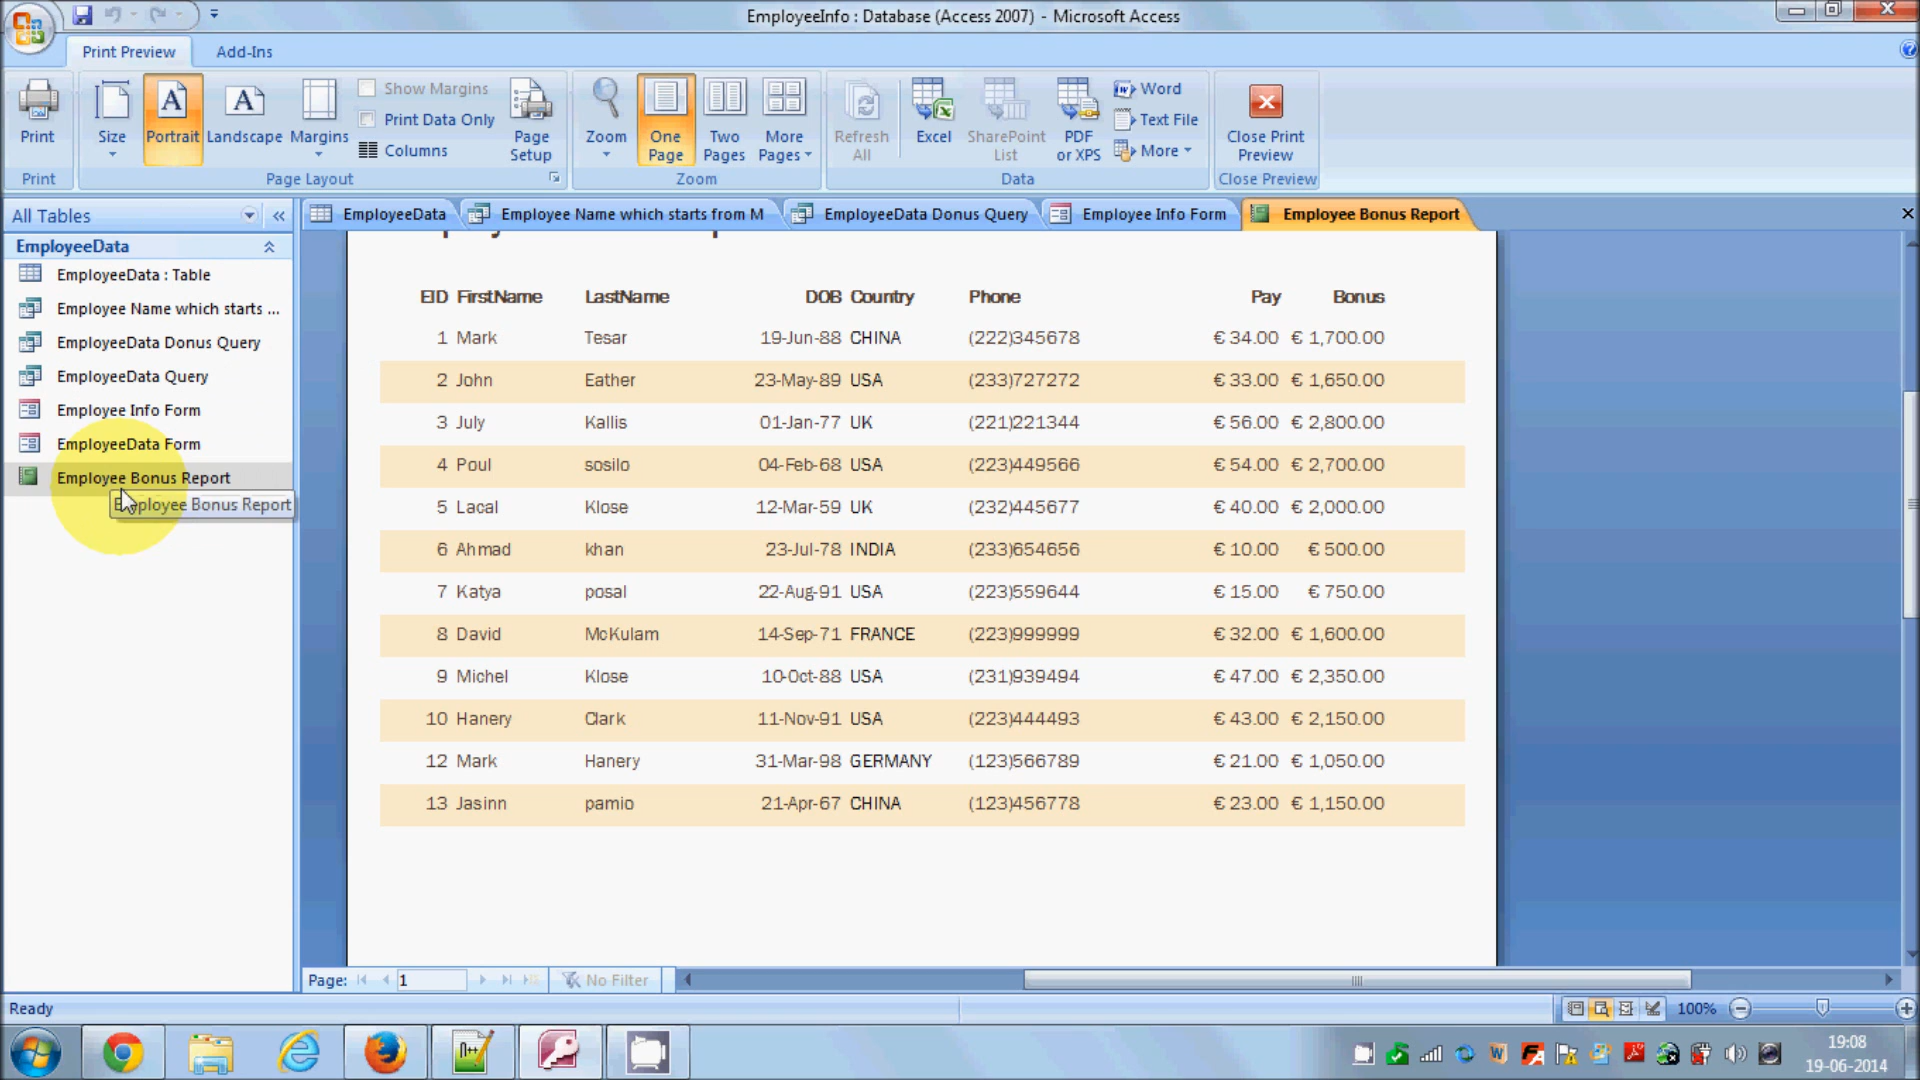 EmployeeInfo : Database (Access 2007) - Microsoft Access
Print Preview Add-Ins
Print
Size
Portrait
Landscape
Margins
Show Margins
Print Data Only
Columns
Page Setup
Zoom
One Page
Two Pages
More Pages
Refresh All
Excel
SharePoint List
PDF or XPS
Word
Text File
More
Close Print Preview
Print Page Layout Zoom Data Close Preview
All Tables
EmployeeData Employee Name which starts from M EmployeeData Donus Query Employee Info Form Employee Bonus Report
EmployeeData
EmployeeData : Table
Employee Name which starts ...
EmployeeData Donus Query
EmployeeData Query
Employee Info Form
EmployeeData Form
Employee Bonus Report
Employee Bonus Report
EID FirstName LastName DOB Country Phone Pay Bonus
1 Mark Tesar 19-Jun-88 CHINA (222)345678 € 34.00 € 1,700.00
2 John Eather 23-May-89 USA (233)727272 € 33.00 € 1,650.00
3 July Kallis 01-Jan-77 UK (221)221344 € 56.00 € 2,800.00
4 Poul sosilo 04-Feb-68 USA (223)449566 € 54.00 € 2,700.00
5 Lacal Klose 12-Mar-59 UK (232)445677 € 40.00 € 2,000.00
6 Ahmad khan 23-Jul-78 INDIA (233)654656 € 10.00 € 500.00
7 Katya posal 22-Aug-91 USA (223)559644 € 15.00 € 750.00
8 David McKulam 14-Sep-71 FRANCE (223)999999 € 32.00 € 1,600.00
9 Michel Klose 10-Oct-88 USA (231)939494 € 47.00 € 2,350.00
10 Hanery Clark 11-Nov-91 USA (223)444493 € 43.00 € 2,150.00
12 Mark Hanery 31-Mar-98 GERMANY (123)566789 € 21.00 € 1,050.00
13 Jasinn pamio 21-Apr-67 CHINA (123)456778 € 23.00 € 1,150.00
Page: 1 No Filter
Ready 100%
19:08
19-06-2014